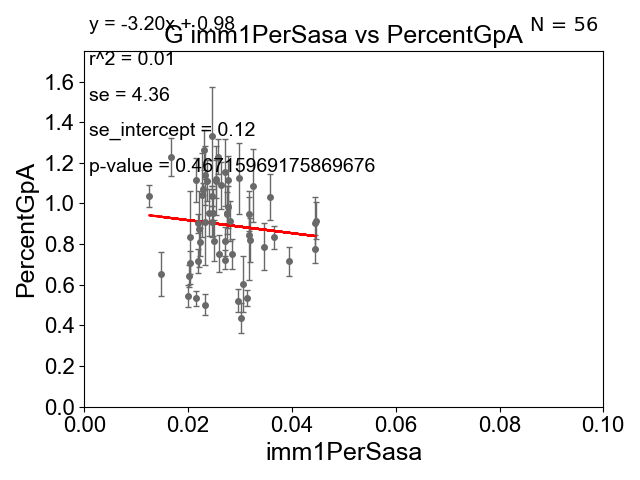 y = -3.20x + 0.98
N = 56
G imm1PerSasa vs PercentGpA
r^2 = 0.01
se = 4.36
se_intercept = 0.12
p-value = 0.46715969175869676
PercentGpA
1.6
1.4
1.2
1.0
0.8
0.6
0.4
0.2
0.0
0.00 0.02 0.04 0.06 0.08 0.10
imm1PerSasa